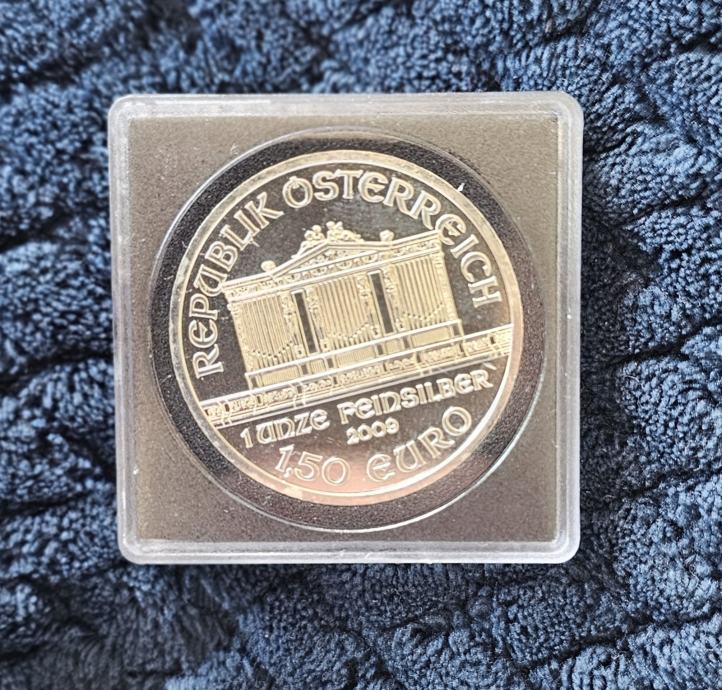 REPUBLIK ÖSTERREICH
1 UNZE FEINSILBER
2009
1,50 EURO